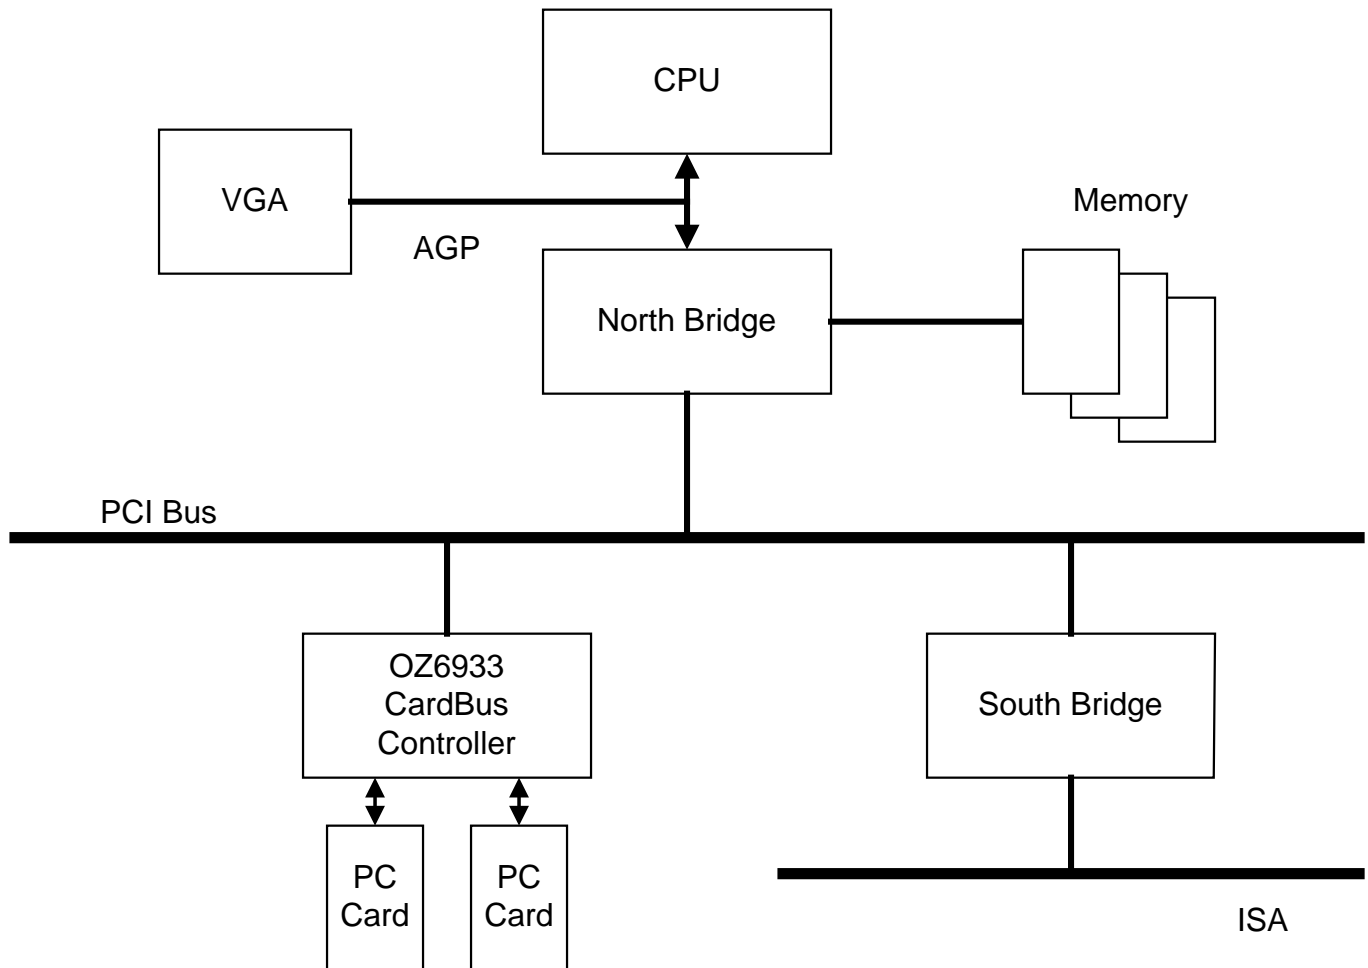 CPU
VGA
Memory
AGP
North Bridge
PCI Bus
OZ6933
CardBus
Controller
South Bridge
PC
Card
PC
Card
ISA